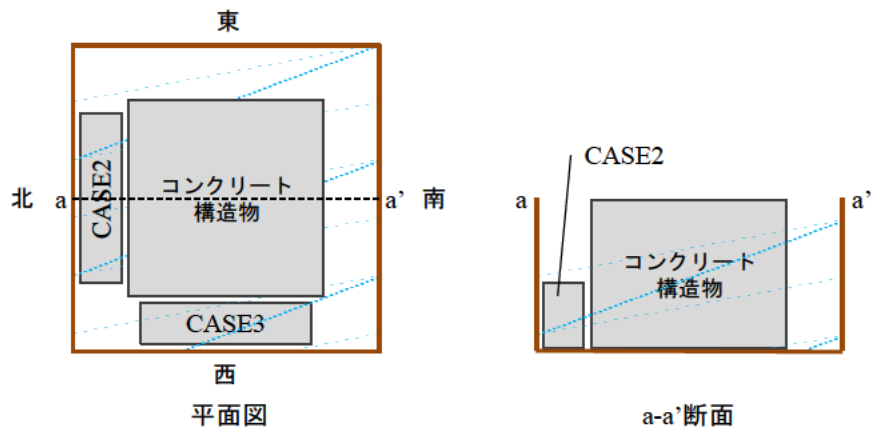 東
北
a
CASE2
コンクリート
構造物
a’
南
CASE3
西
平面図
CASE2
a
a’
コンクリート
構造物
a-a’断面